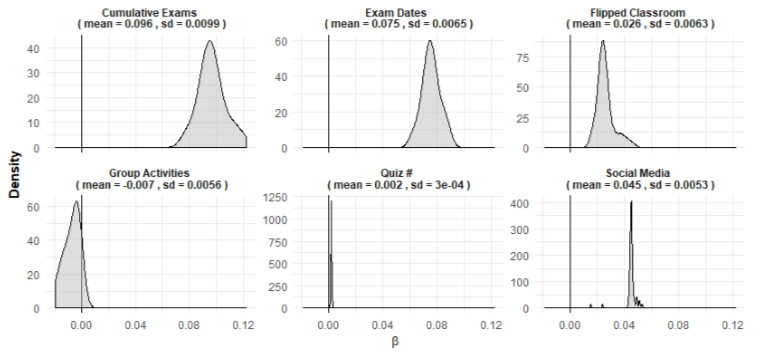 Cumulative Exams
( mean = 0.096 , sd = 0.0099 )
Exam Dates
( mean = 0.075 , sd = 0.0065 )
Flipped Classroom
( mean = 0.026 , sd = 0.0063 )
40
30
20
10
0
60
40
20
0
75
50
25
0
Density
Group Activities
( mean = -0.007 , sd = 0.0056 )
Quiz #
( mean = 0.002 , sd = 3e-04 )
Social Media
( mean = 0.045 , sd = 0.0053 )
60
40
20
0
1250
1000
750
500
250
0
400
300
200
100
0
0.00 0.04 0.08 0.12
0.00 0.04 0.08 0.12
0.00 0.04 0.08 0.12
β